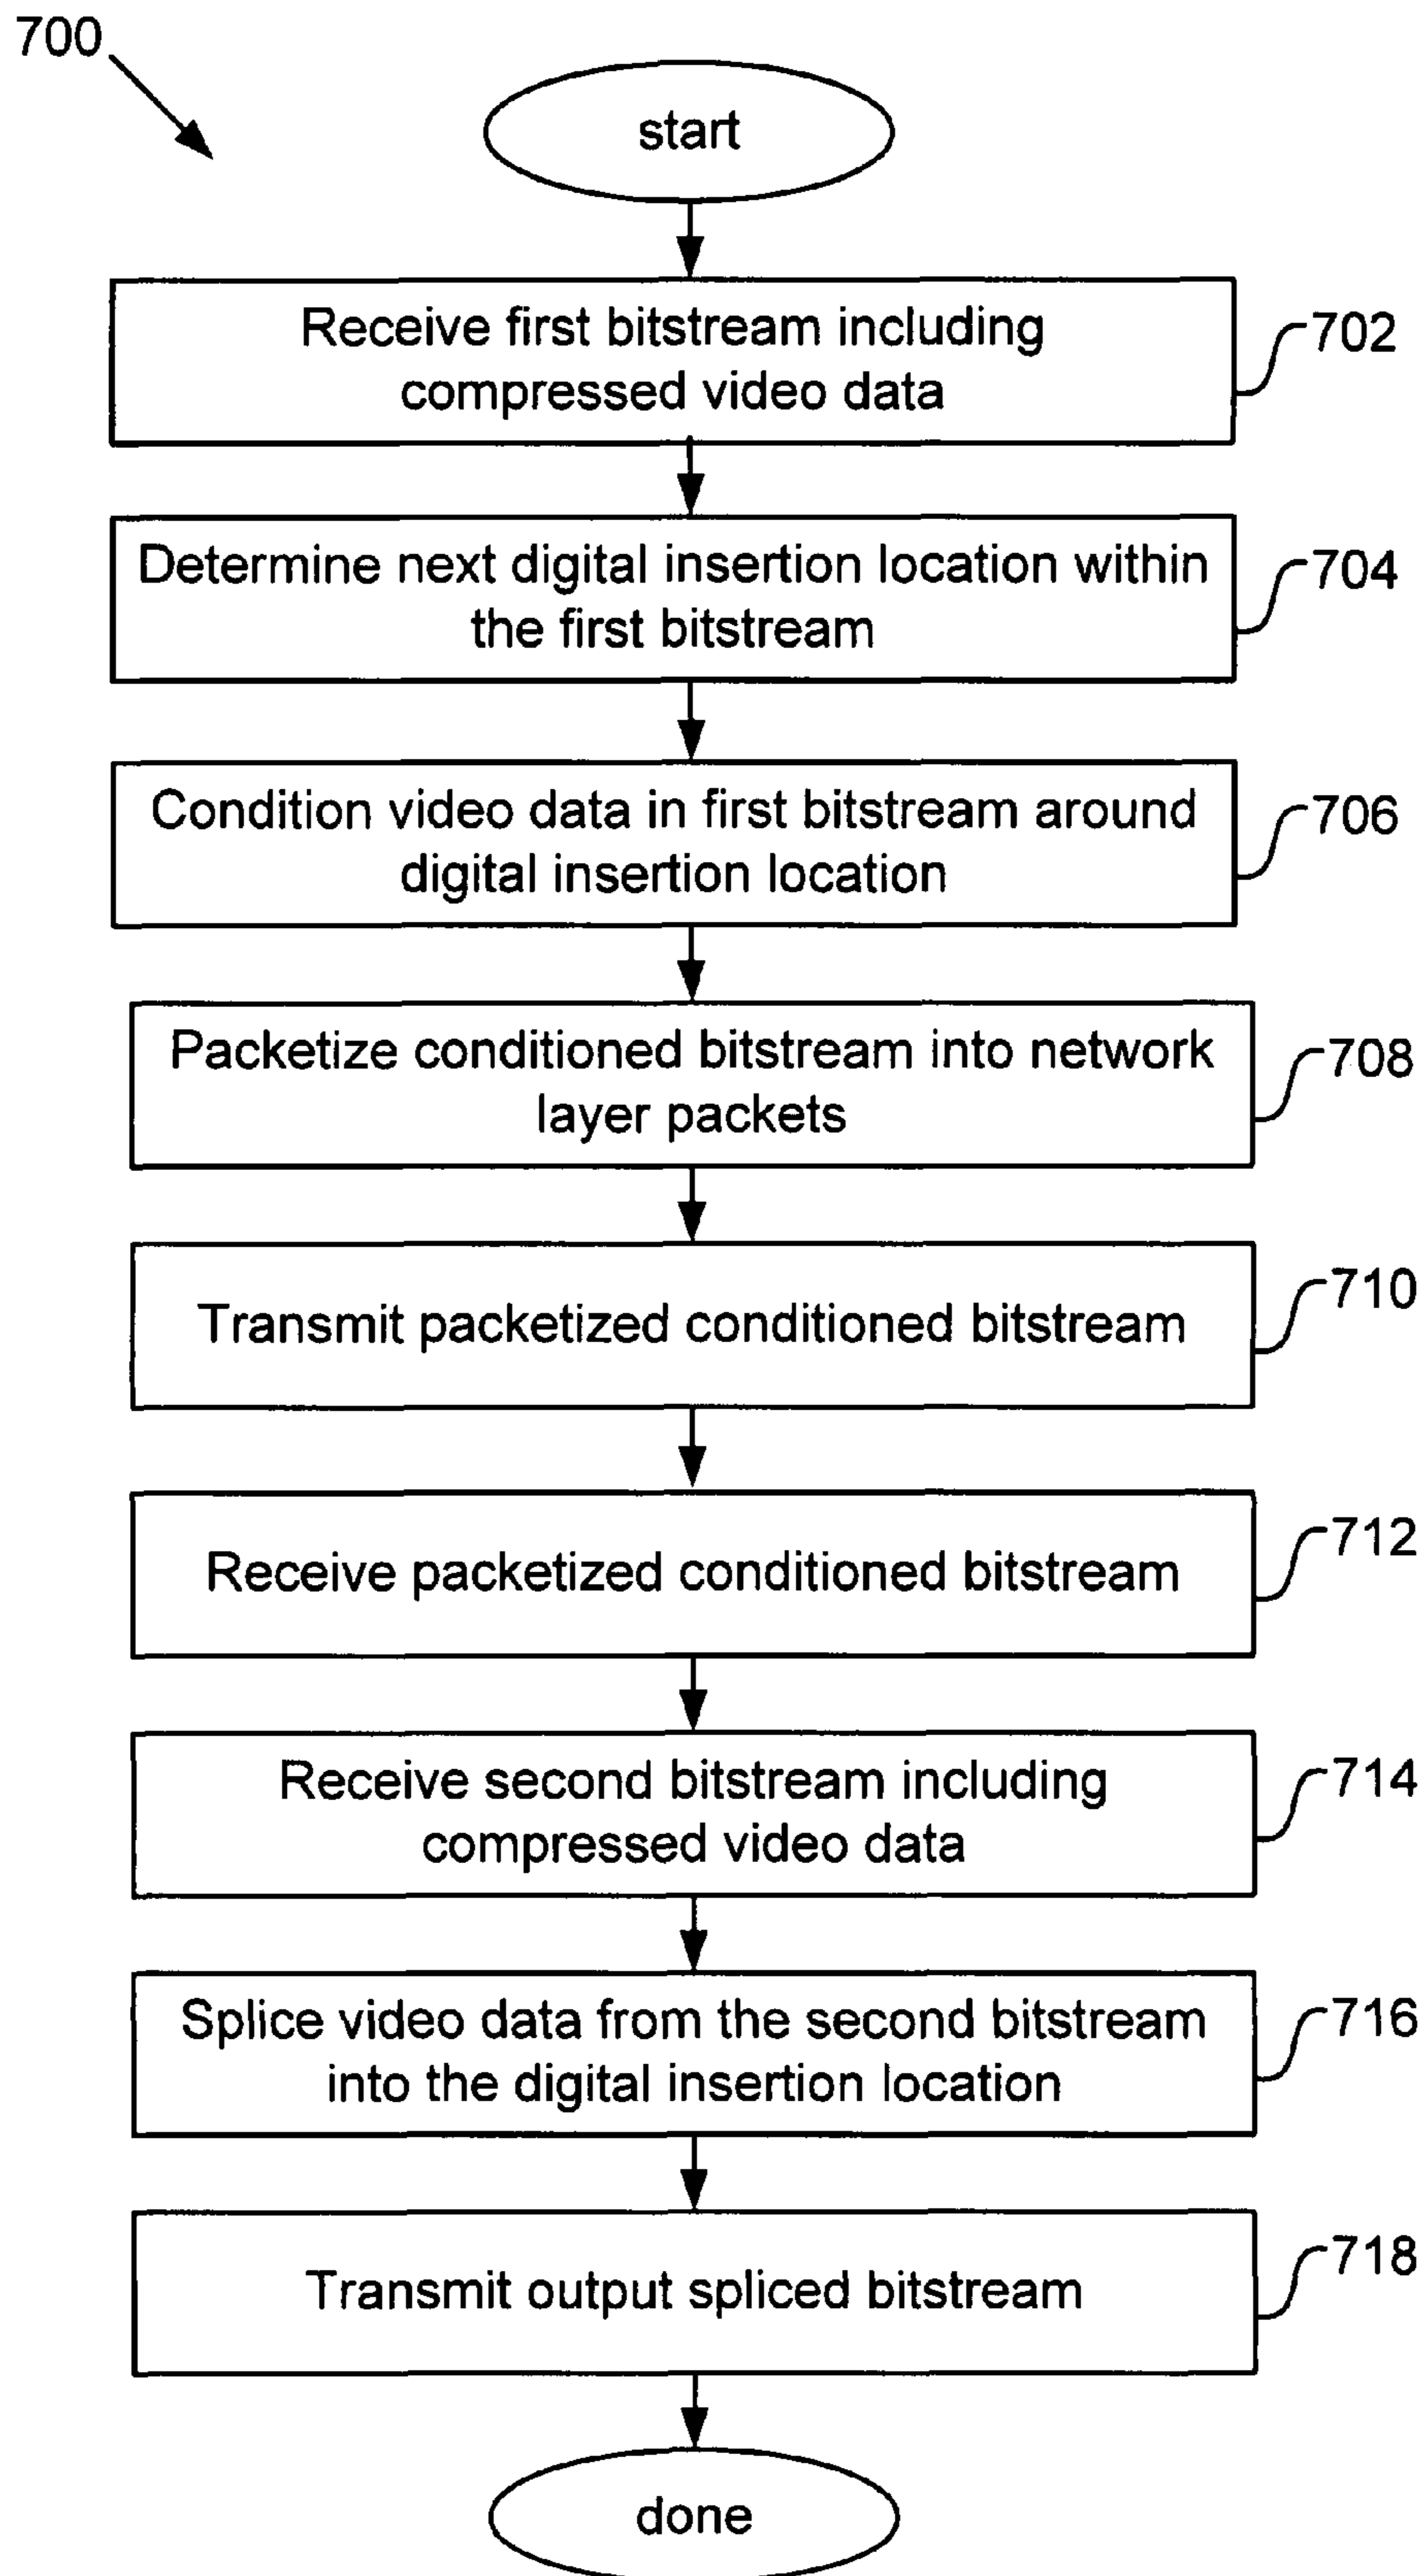 700
start
Receive first bitstream including
compressed video data
702
Determine next digital insertion location within
the first bitstream
704
Condition video data in first bitstream around
digital insertion location
706
Packetize conditioned bitstream into network
layer packets
708
Transmit packetized conditioned bitstream
710
Receive packetized conditioned bitstream
712
Receive second bitstream including
compressed video data
714
Splice video data from the second bitstream
into the digital insertion location
716
Transmit output spliced bitstream
718
done